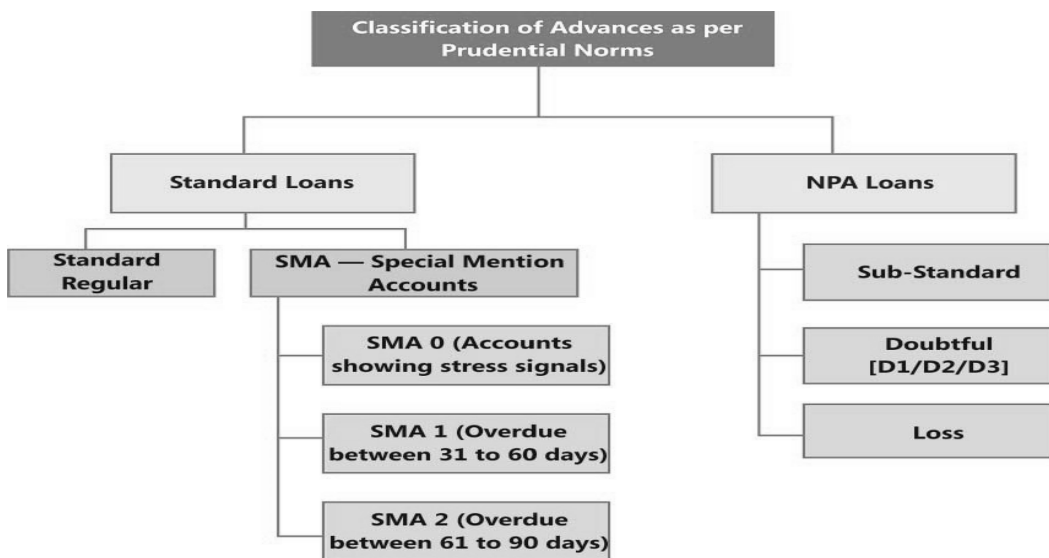 Classification of Advances as per
Prudential Norms
Standard Loans
NPA Loans
Standard
Regular
SMA — Special Mention
Accounts
SMA 0 (Accounts
showing stress signals)
SMA 1 (Overdue
between 31 to 60 days)
SMA 2 (Overdue
between 61 to 90 days)
Sub-Standard
Doubtful
[D1/D2/D3]
Loss